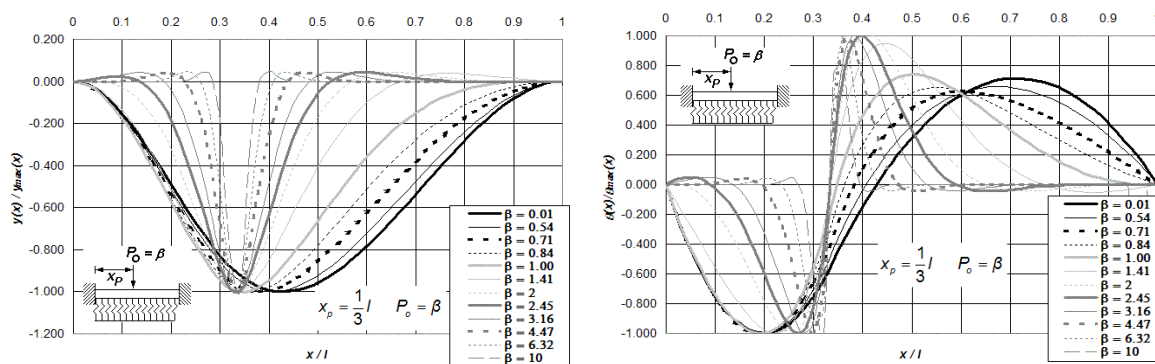 0 0.1 0.2 0.3 0.4 0.5 0.6 0.7 0.8 0.9 1
0.200
0.000
-0.200
-0.400
-0.600
-0.800
-1.000
-1.200
y(x) / ymax(x)
x / l
Po = β
xP
xp = 1/3 l Po = β
β = 0.01
β = 0.54
β = 0.71
β = 0.84
β = 1.00
β = 1.41
β = 2
β = 2.45
β = 3.16
β = 4.47
β = 6.32
β = 10
0 0.1 0.2 0.3 0.4 0.5 0.6 0.7 0.8 0.9 1
1.000
0.800
0.600
0.400
0.200
0.000
-0.200
-0.400
-0.600
-0.800
-1.000
x / l
Po = β
xP
xp = 1/3 l Po = β
β = 0.01
β = 0.54
β = 0.71
β = 0.84
β = 1.00
β = 1.41
β = 2
β = 2.45
β = 3.16
β = 4.47
β = 6.32
β = 10